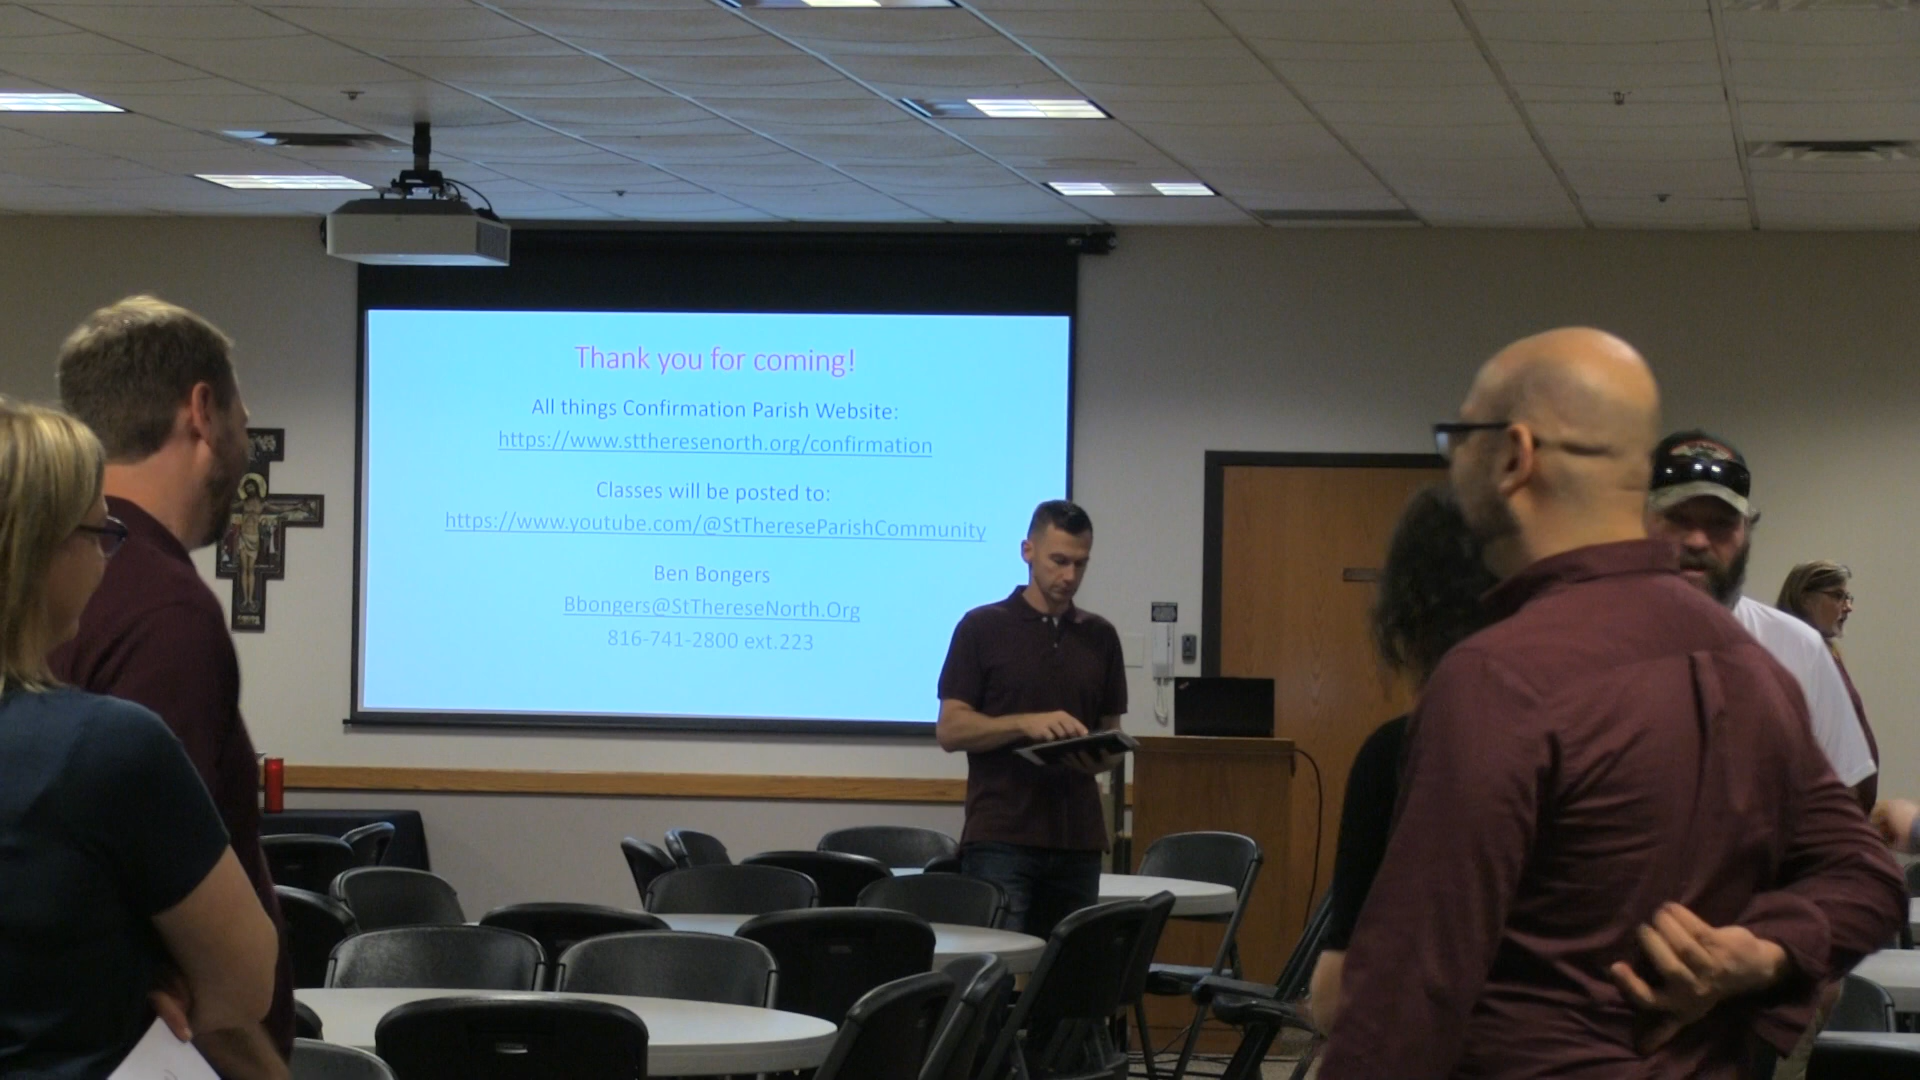 Thank you for coming!
All things Confirmation Parish Website:
https://www.sttheresenorth.org/confirmation
Classes will be posted to:
https://www.youtube.com/@StThereseParishCommunity
Ben Bongers
Bbongers@StThereseNorth.Org
816-741-2800 ext.223